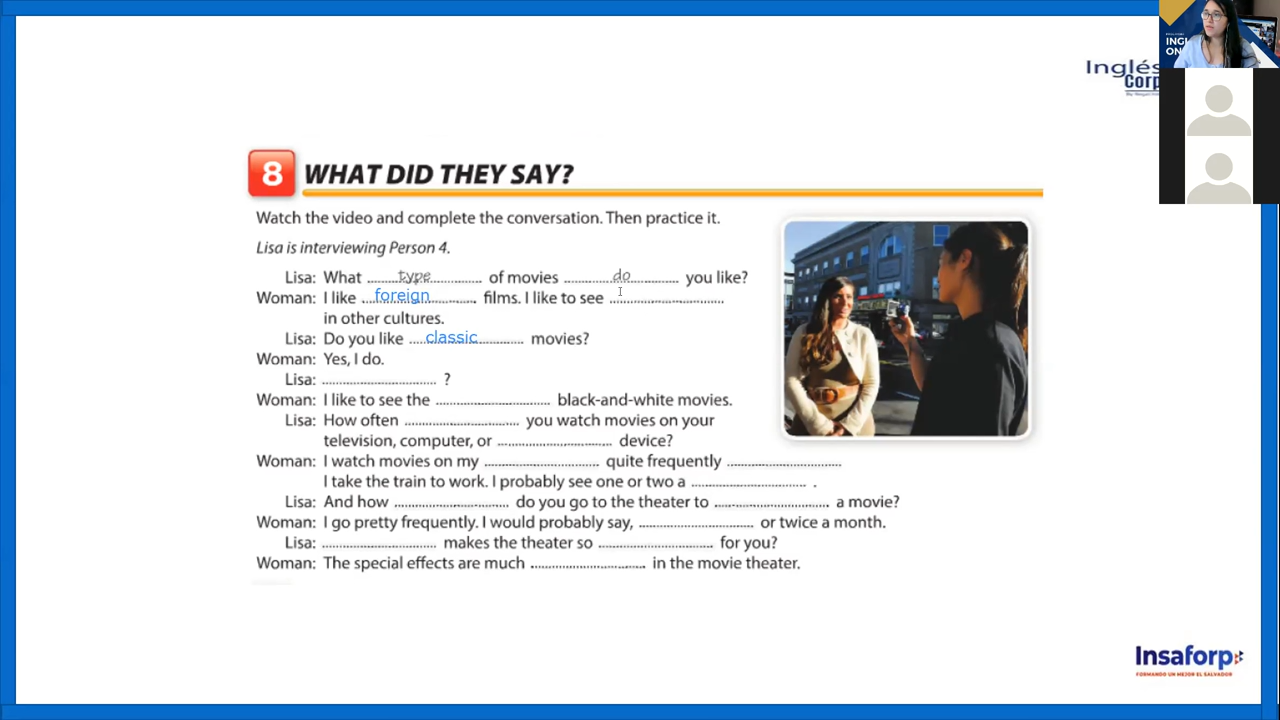 INGL
ON
Inglés
Corp
8 WHAT DID THEY SAY?
Watch the video and complete the conversation. Then practice it.
Lisa is interviewing Person 4.
Lisa: What ........type........ of movies ........do........ you like?
Woman: I like ........foreign........ films. I like to see ................
in other cultures.
Lisa: Do you like ........classic........ movies?
Woman: Yes, I do.
Lisa: ................ ?
Woman: I like to see the ................ black-and-white movies.
Lisa: How often ................ you watch movies on your
television, computer, or ................ device?
Woman: I watch movies on my ................ quite frequently ................
I take the train to work. I probably see one or two a ................ .
Lisa: And how ................ do you go to the theater to ................ a movie?
Woman: I go pretty frequently. I would probably say, ................ or twice a month.
Lisa: ................ makes the theater so ................ for you?
Woman: The special effects are much ................ in the movie theater.
Insaforp
FORMANDO UN MEJOR EL SALVADOR